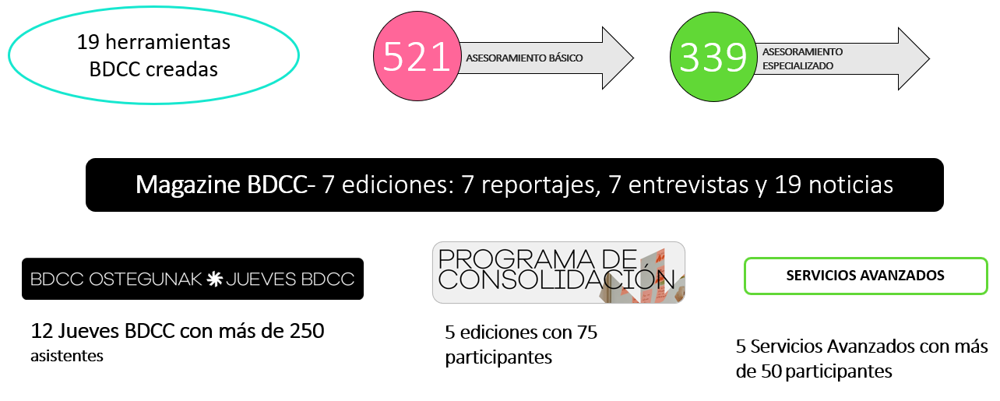 19 herramientas
BDCC creadas
521
ASESORAMIENTO BÁSICO
339
ASESORAMIENTO
ESPECIALIZADO
Magazine BDCC- 7 ediciones: 7 reportajes, 7 entrevistas y 19 noticias
BDCC OSTEGUNAK JUEVES BDCC
12 Jueves BDCC con más de 250
asistentes
PROGRAMA DE
CONSOLIDACIÓN
5 ediciones con 75
participantes
SERVICIOS AVANZADOS
5 Servicios Avanzados con más
de 50 participantes